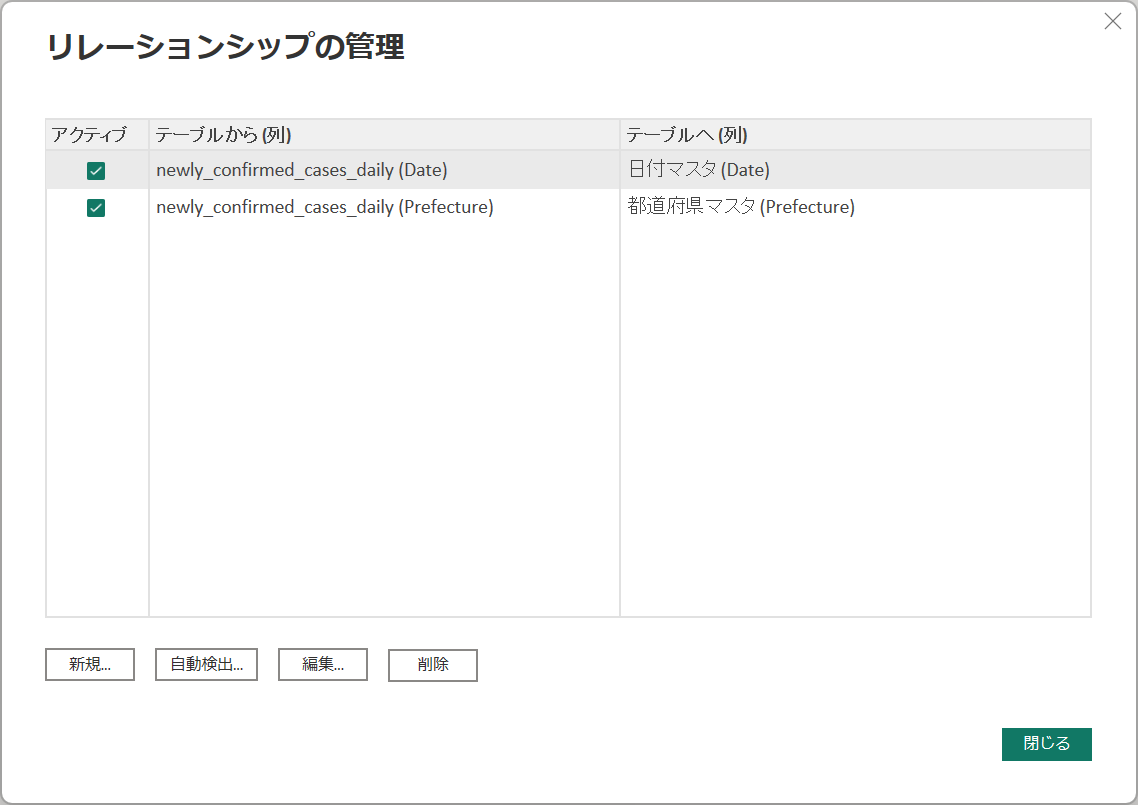 リレーションシップの管理
アクティブ テーブルから (列) テーブルへ (列)
newly_confirmed_cases_daily (Date) 日付マスタ (Date)
newly_confirmed_cases_daily (Prefecture) 都道府県マスタ (Prefecture)
新規... 自動検出... 編集... 削除
閉じる